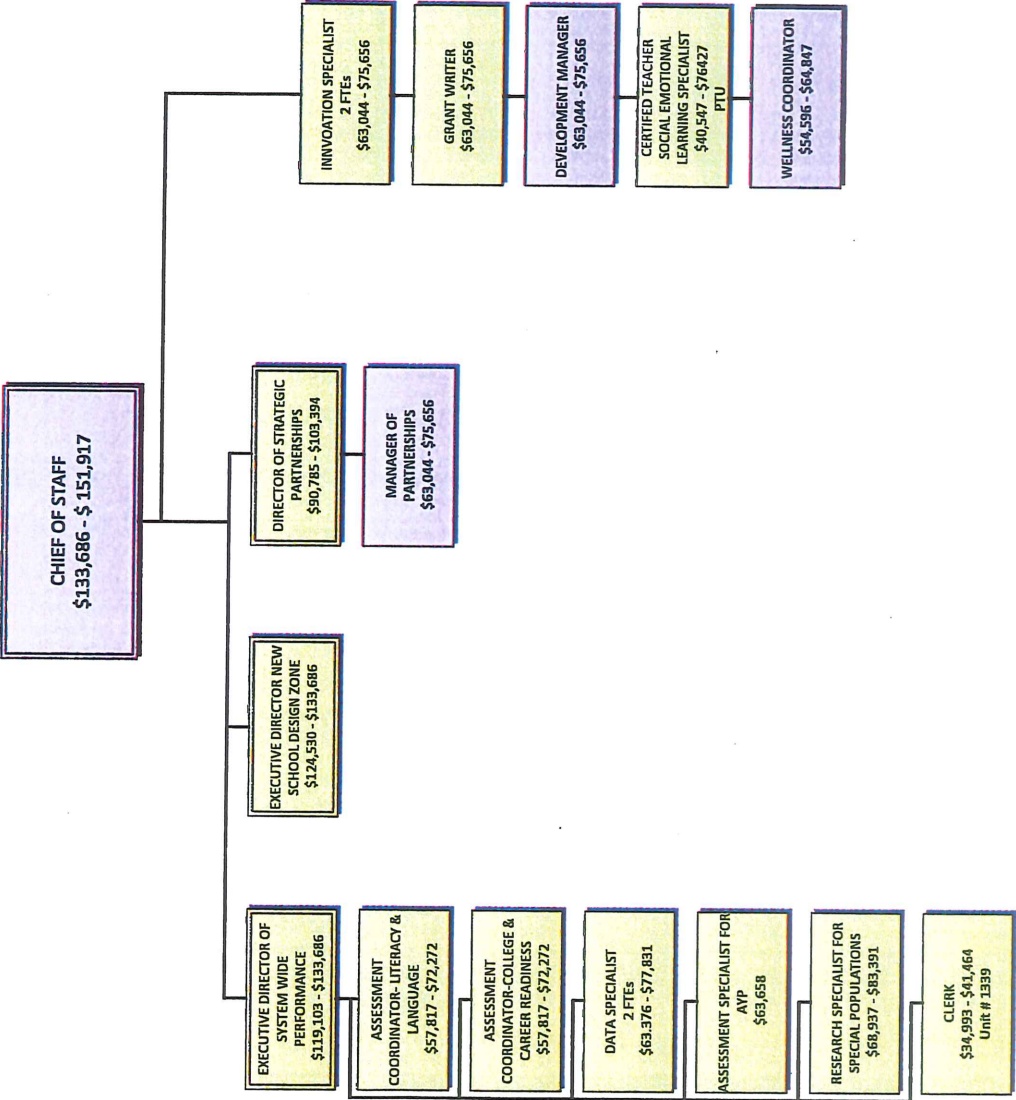 CHIEF OF STAFF
$133,686 - $ 151,917
EXECUTIVE DIRECTOR OF
SYSTEM WIDE
PERFORMANCE
$119,103 - $133,686
ASSESSMENT
COORDINATOR- LITERACY &
LANGUAGE
$57,817 - $72,272
ASSESSMENT
COORDINATOR-COLLEGE &
CAREER READINESS
$57,817 - $72,272
DATA SPECIALIST
2 FTEs
$63.376 - $77,831
ASSESSMENT SPECIALIST FOR
AYP
$63,658
RESEARCH SPECIALIST FOR
SPECIAL POPULATIONS
$68,937 - $83,391
CLERK
$34,993 - $41,464
Unit # 1339
EXECUTIVE DIRECTOR NEW
SCHOOL DESIGN ZONE
$124,530 - $133,686
DIRECTOR OF STRATEGIC
PARTNERSHIPS
$90,785 - $103,394
MANAGER OF
PARTNERSHIPS
$63,044 - $75,656
INNVOATION SPECIALIST
2 FTEs
$63,044 - $75,656
GRANT WRITER
$63,044 - $75,656
DEVELOPMENT MANAGER
$63,044 - $75,656
CERTIFED TEACHER
SOCIAL EMOTIONAL
LEARNING SPECIALIST
$40,547 - $76427
PTU
WELLNESS COORDINATOR
$54,596 - $64,847